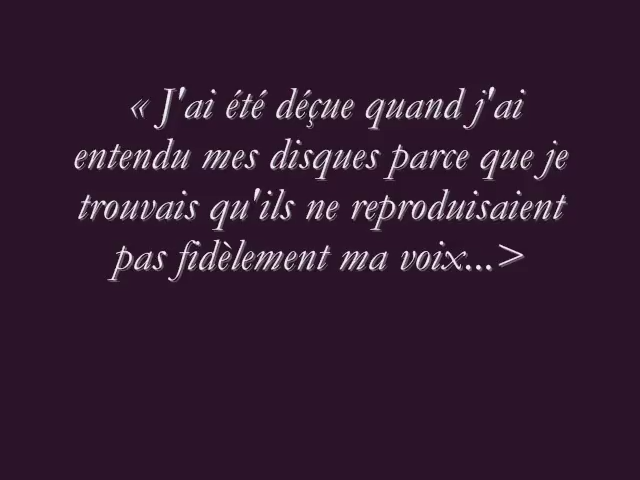 « J'ai été déçue quand j'ai
entendu mes disques parce que je
trouvais qu'ils ne reproduisaient
pas fidèlement ma voix...>